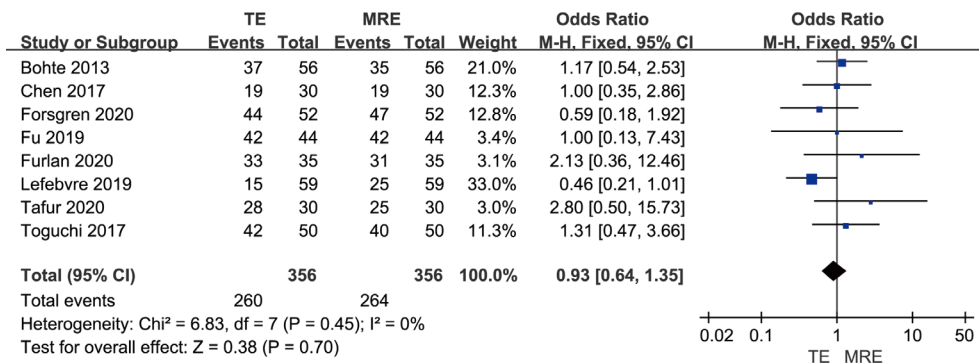 TE MRE Odds Ratio Odds Ratio
Study or Subgroup Events Total Events Total Weight M-H, Fixed, 95% CI M-H, Fixed, 95% CI
Bohte 2013 37 56 35 56 21.0% 1.17 [0.54, 2.53]
Chen 2017 19 30 19 30 12.3% 1.00 [0.35, 2.86]
Forsgren 2020 44 52 47 52 12.8% 0.59 [0.18, 1.92]
Fu 2019 42 44 42 44 3.4% 1.00 [0.13, 7.43]
Furlan 2020 33 35 31 35 3.1% 2.13 [0.36, 12.46]
Lefebvre 2019 15 59 25 59 33.0% 0.46 [0.21, 1.01]
Tafur 2020 28 30 25 30 3.0% 2.80 [0.50, 15.73]
Toguchi 2017 42 50 40 50 11.3% 1.31 [0.47, 3.66]
Total (95% CI) 356 356 100.0% 0.93 [0.64, 1.35]
Total events 260 264
Heterogeneity: Chi² = 6.83, df = 7 (P = 0.45); I² = 0%
Test for overall effect: Z = 0.38 (P = 0.70)
0.02 0.1 1 10 50
TE MRE